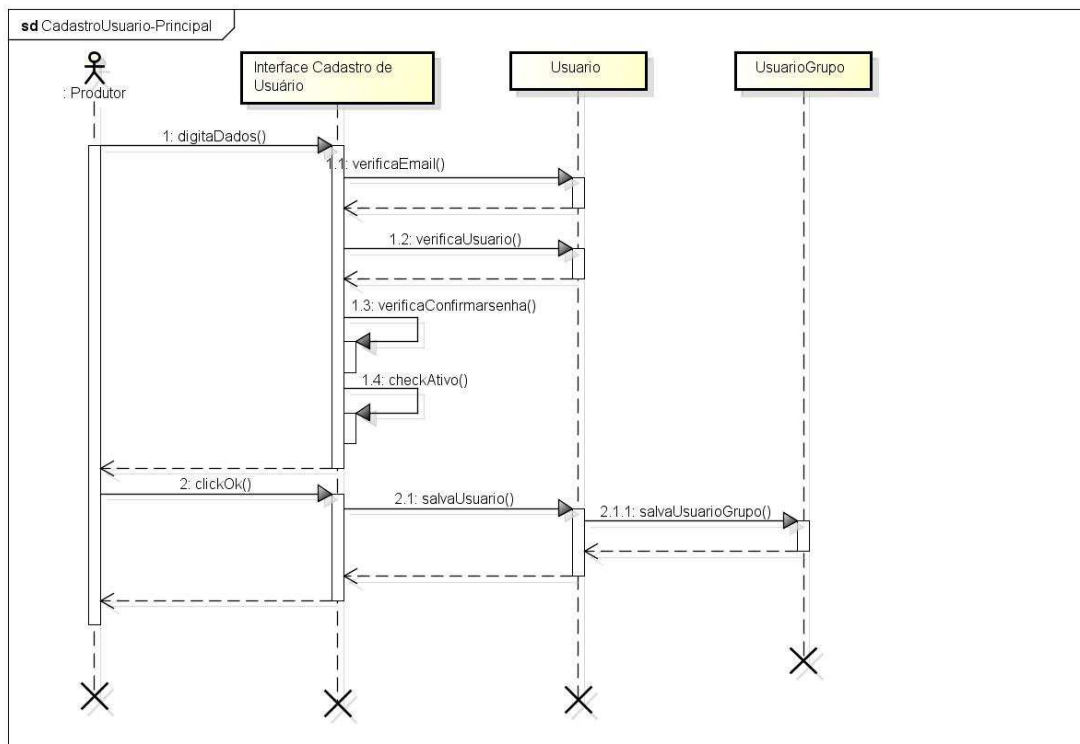 sd CadastroUsuario-Principal
: Produtor
Interface Cadastro de
Usuário
Usuario
UsuarioGrupo
1: digitaDados()
1.1: verificaEmail()
1.2: verificaUsuario()
1.3: verificaConfirmarsenha()
1.4: checkAtivo()
2: clickOk()
2.1: salvaUsuario()
2.1.1: salvaUsuarioGrupo()